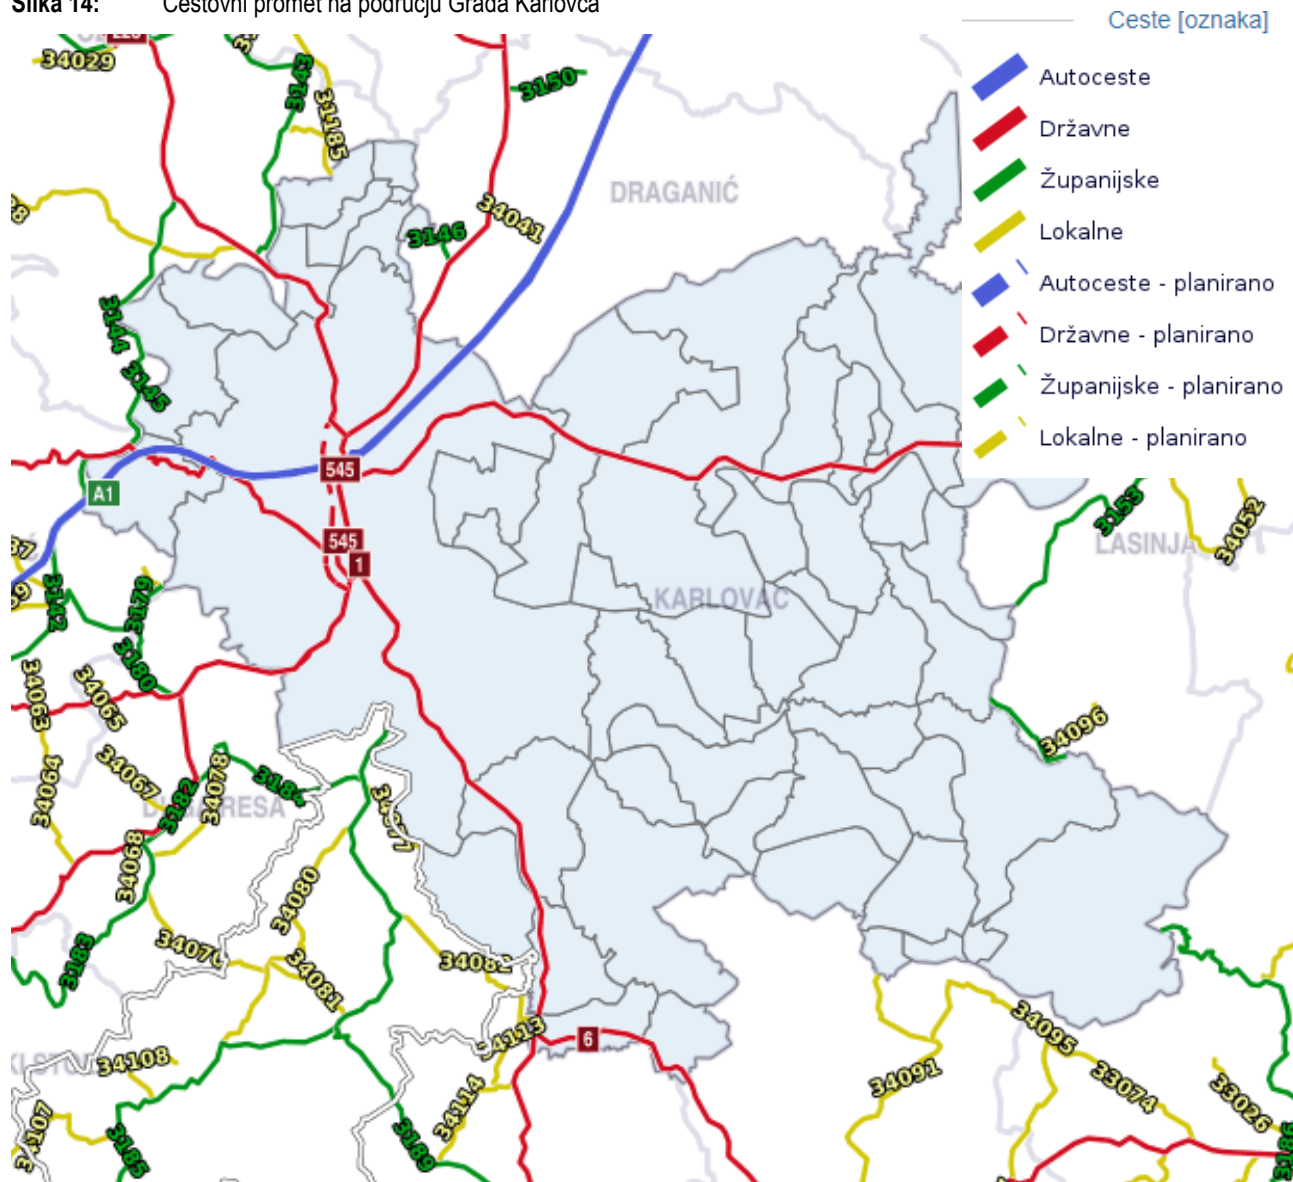 Slika 14: Cestovni promet na području Grada Karlovca
Ceste [oznaka]
Autoceste
Državne
Županijske
Lokalne
Autoceste - planirano
Državne - planirano
Županijske - planirano
Lokalne - planirano
34029
3143
31185
3150
DRAGANIĆ
34041
3146
3144
3145
545
A1
545
1
3153
34052
LASINJA
KARLOVAC
3142
3179
3180
34063
34065
34064
34067
34078
3182
34068
34096
34080
3183
34081
34113
6
34095
34091
33074
33026
34108
34114
3185
3189
3186